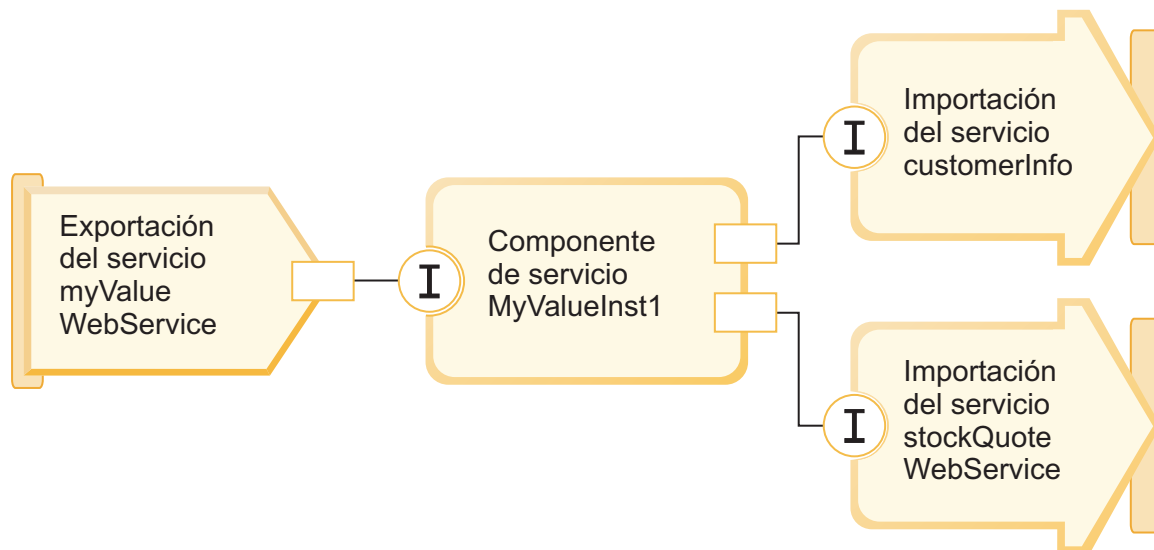 Exportación
del servicio
myValue
WebService
I
Componente
de servicio
MyValueInst1
I
Importación
del servicio
customerInfo
I
Importación
del servicio
stockQuote
WebService